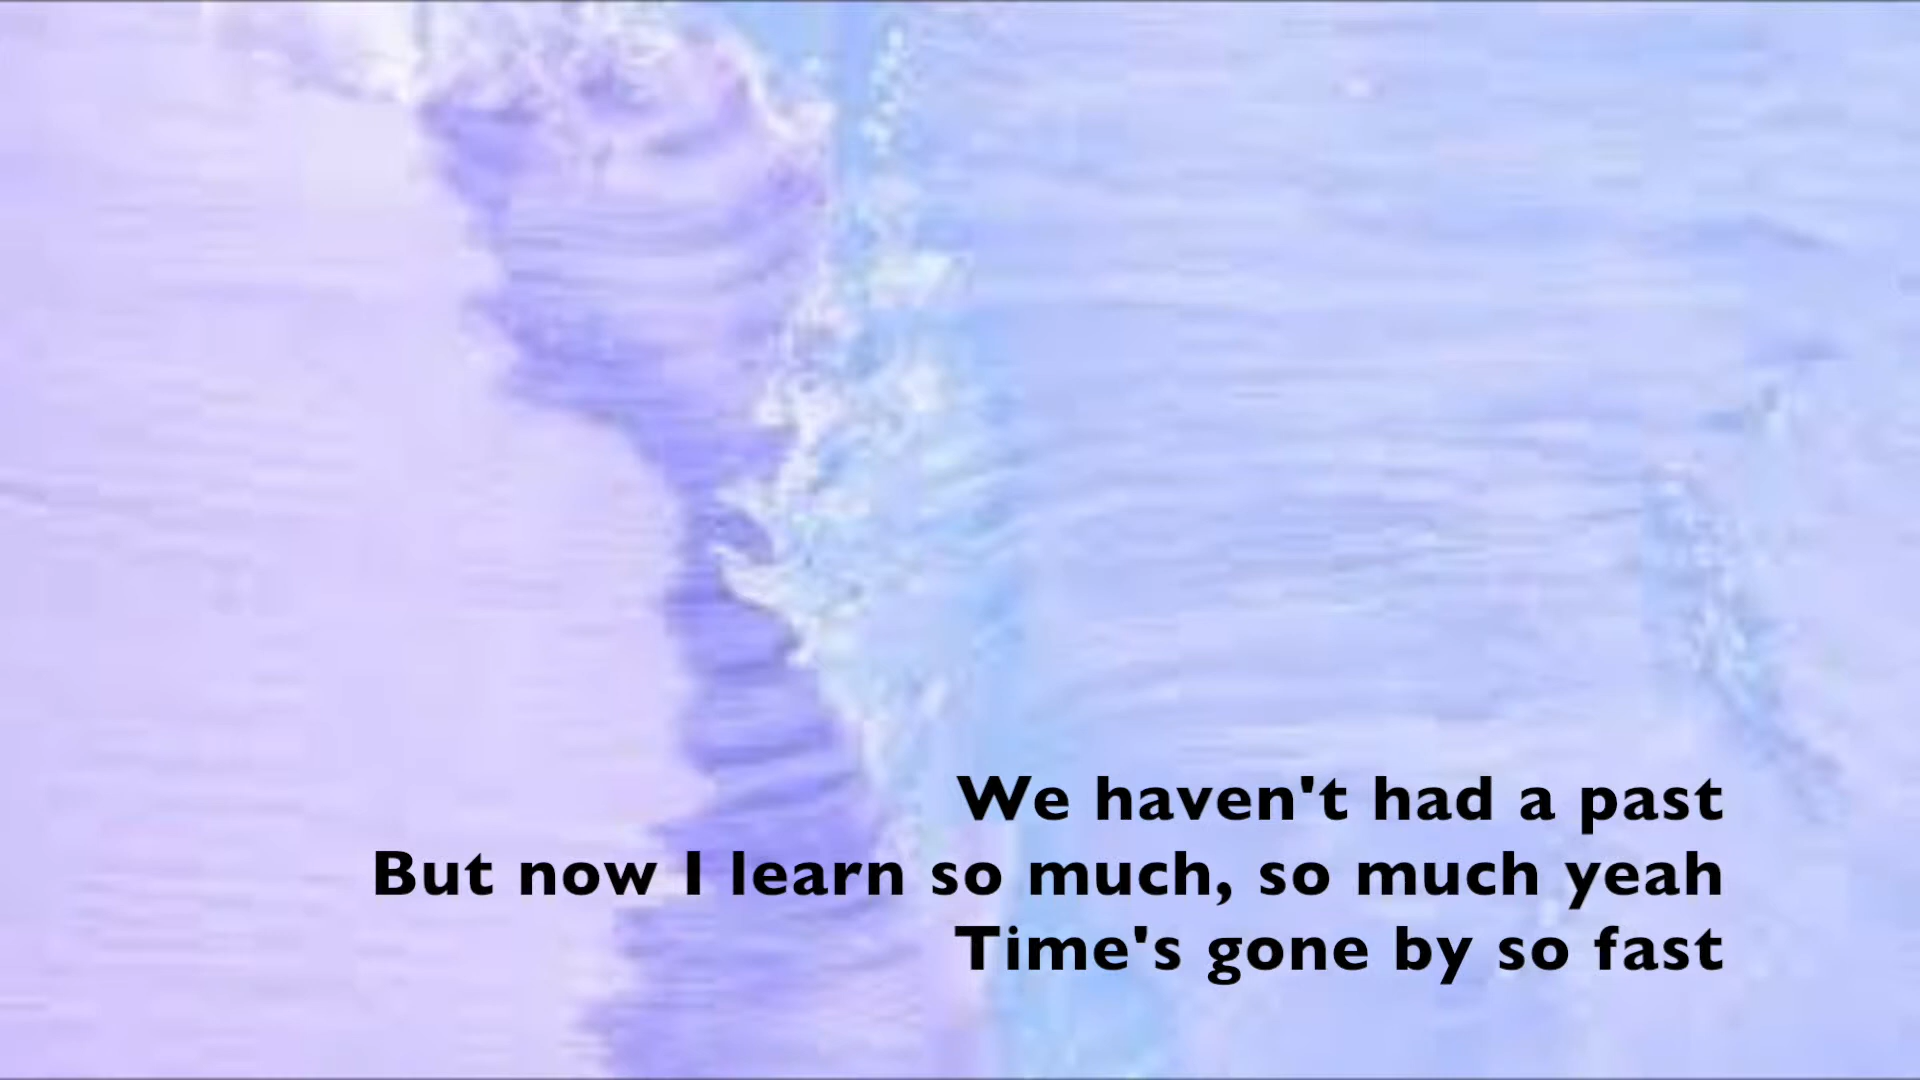 We haven't had a past
But now I learn so much, so much yeah
Time's gone by so fast